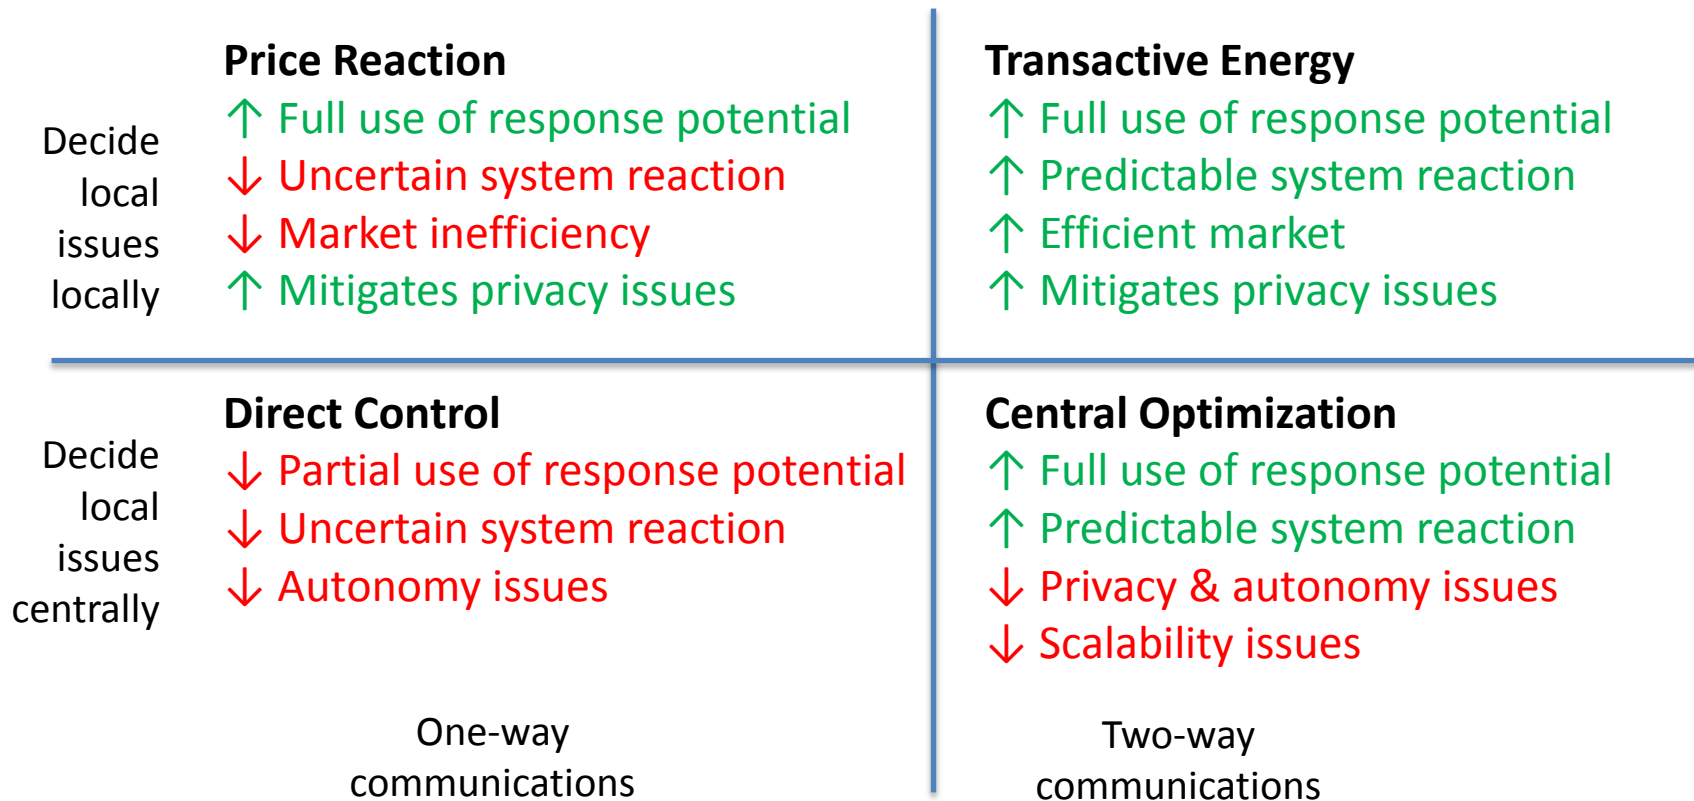 Price Reaction
↑ Full use of response potential
↓ Uncertain system reaction
↓ Market inefficiency
↑ Mitigates privacy issues
Transactive Energy
↑ Full use of response potential
↑ Predictable system reaction
↑ Efficient market
↑ Mitigates privacy issues
Decide
local
issues
locally
Direct Control
↓ Partial use of response potential
↓ Uncertain system reaction
↓ Autonomy issues
Central Optimization
↑ Full use of response potential
↑ Predictable system reaction
↓ Privacy & autonomy issues
↓ Scalability issues
Decide
local
issues
centrally
One-way
communications
Two-way
communications